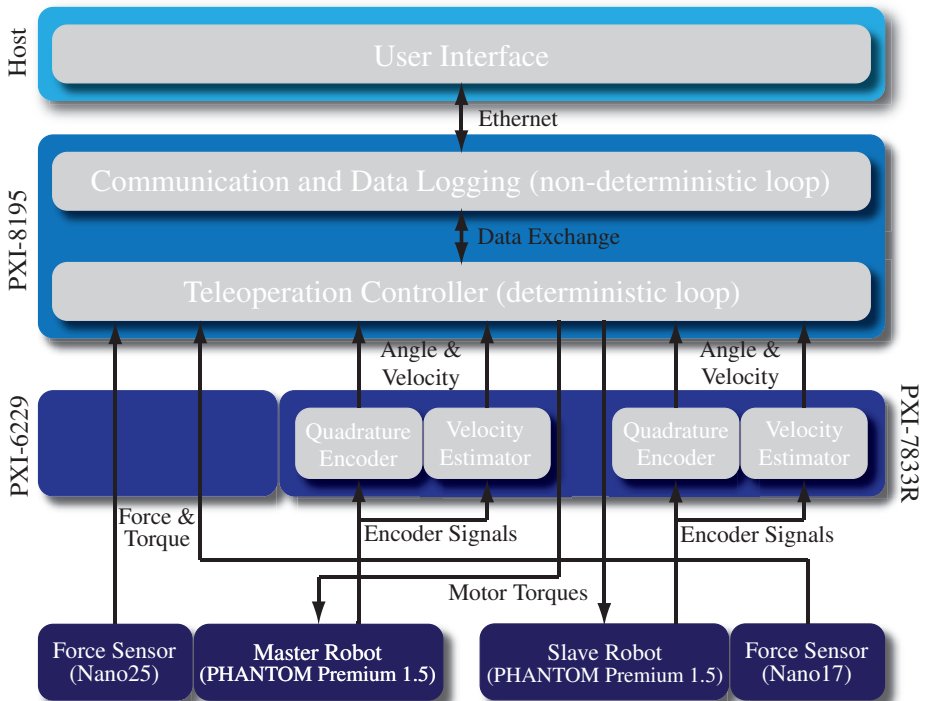 Host
User Interface
Ethernet
PXI-8195
Communication and Data Logging (non-deterministic loop)
Data Exchange
Teleoperation Controller (deterministic loop)
Angle &
Velocity
Angle &
Velocity
PXI-6229
PXI-7833R
Quadrature
Encoder
Velocity
Estimator
Quadrature
Encoder
Velocity
Estimator
Force &
Torque
Encoder Signals
Encoder Signals
Motor Torques
Force Sensor
(Nano25)
Master Robot
(PHANTOM Premium 1.5)
Slave Robot
(PHANTOM Premium 1.5)
Force Sensor
(Nano17)